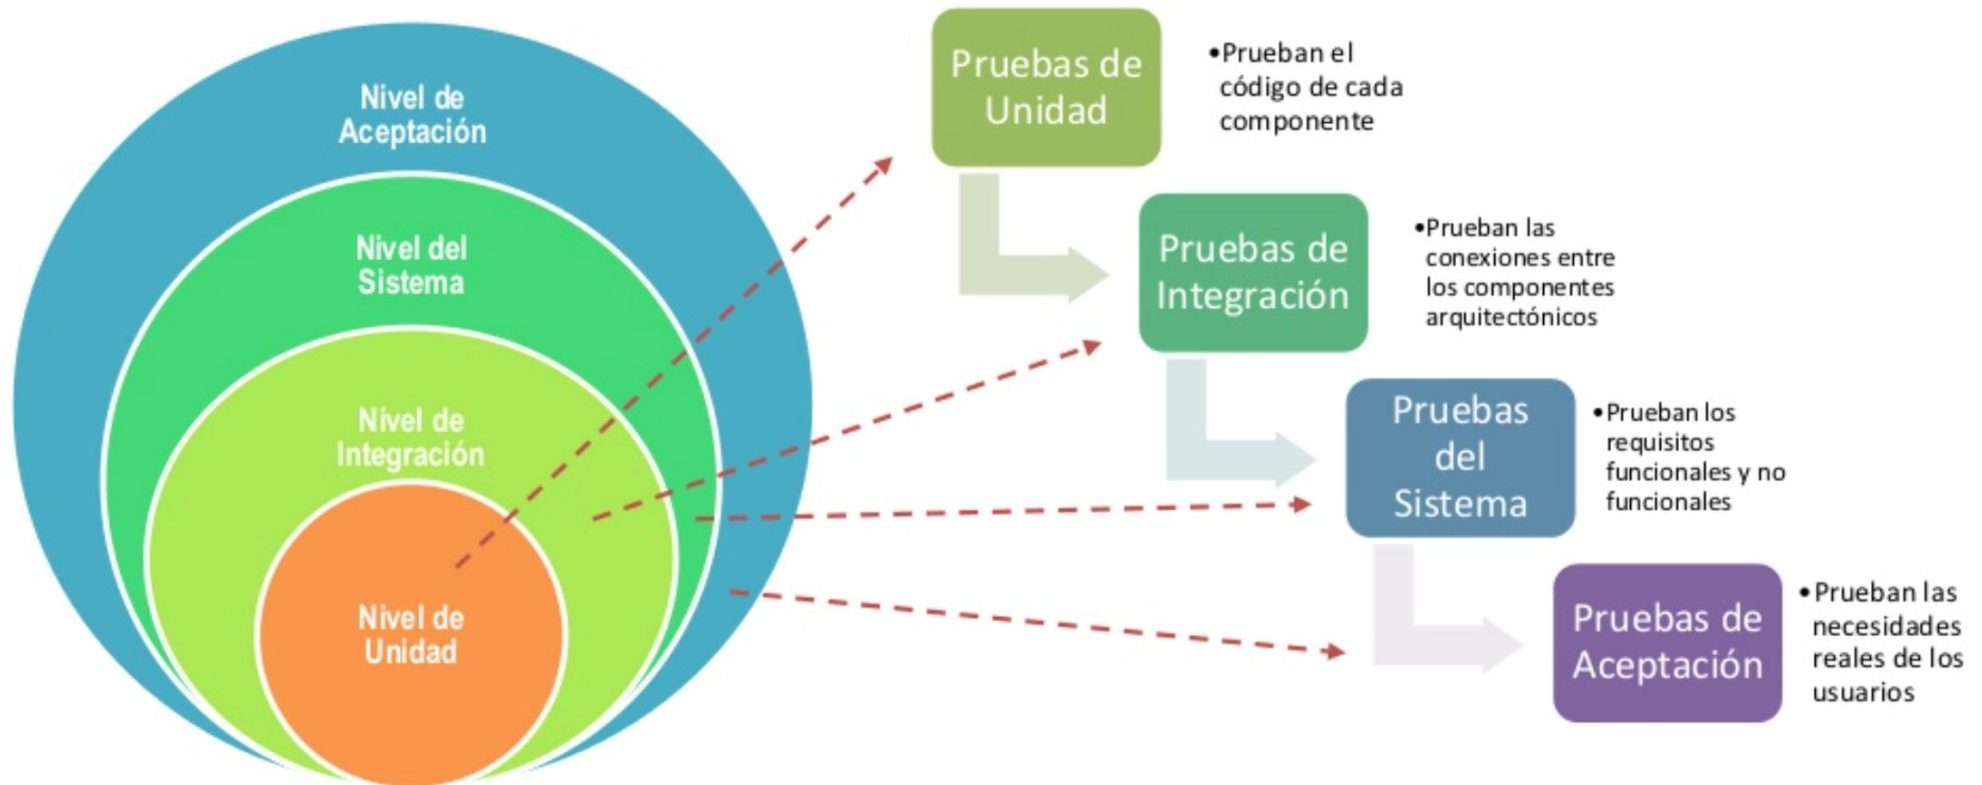 Nivel de
Aceptación
Nivel del
Sistema
Nivel de
Integración
Nivel de
Unidad
Pruebas de
Unidad
•Prueban el
código de cada
componente
Pruebas de
Integración
•Prueban las
conexiones entre
los componentes
arquitectónicos
Pruebas
del
Sistema
•Prueban los
requisitos
funcionales y no
funcionales
Pruebas de
Aceptación
•Prueban las
necesidades
reales de los
usuarios